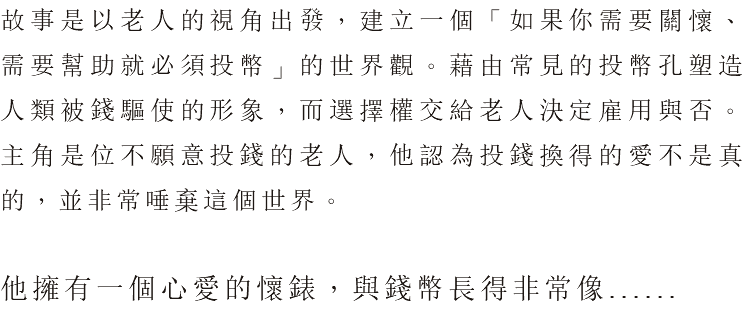 故事是以老人的視角出發，建立一個「如果你需要關懷、
需要幫助就必須投幣」的世界觀。藉由常見的投幣孔塑造
人類被錢驅使的形象，而選擇權交給老人決定雇用與否。
主角是位不願意投錢的老人，他認為投錢換得的愛不是真
的，並非常唾棄這個世界。
他擁有一個心愛的懷錶，與錢幣長得非常像......